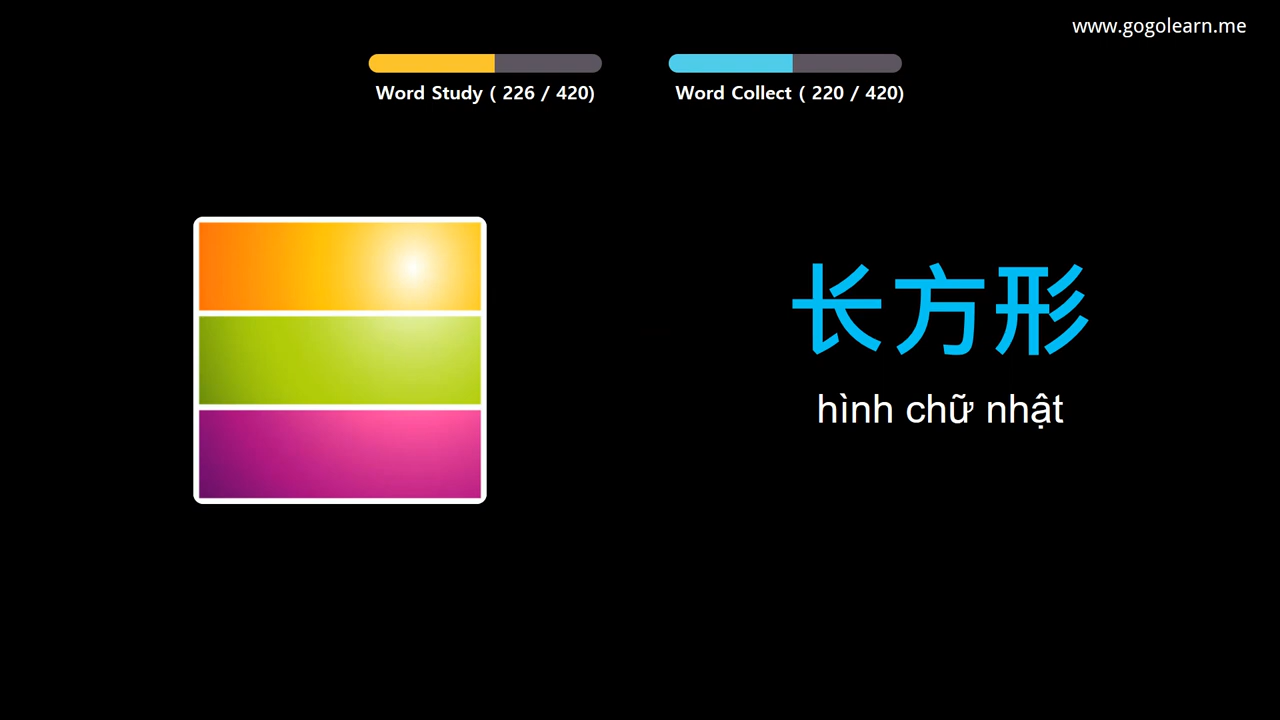 www.gogolearn.me
Word Study ( 226 / 420)
Word Collect ( 220 / 420)
长方形
hình chữ nhật